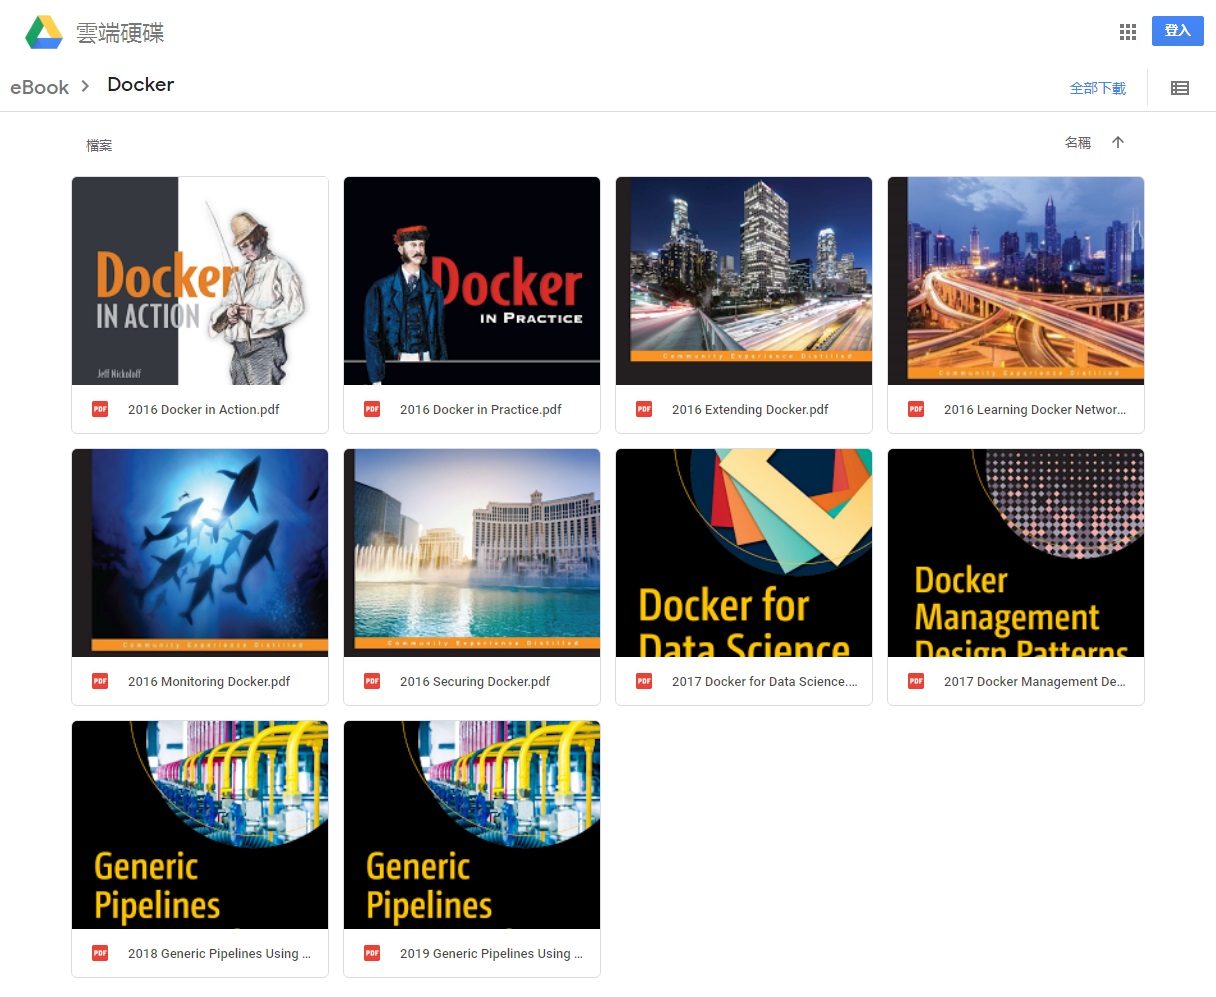 雲端硬碟
登入
eBook > Docker
全部下載
檔案
名稱
Docker
IN ACTION
Jeff Nickoloff
Docker
IN PRACTICE
Community Experience Distilled
Community Experience Distilled
PDF 2016 Docker in Action.pdf
PDF 2016 Docker in Practice.pdf
PDF 2016 Extending Docker.pdf
PDF 2016 Learning Docker Networ...
Community Experience Distilled
Community Experience Distilled
Docker for
Data Science
Docker
Management
Design Patterns
PDF 2016 Monitoring Docker.pdf
PDF 2016 Securing Docker.pdf
PDF 2017 Docker for Data Science....
PDF 2017 Docker Management De...
Generic
Pipelines
Generic
Pipelines
PDF 2018 Generic Pipelines Using ...
PDF 2019 Generic Pipelines Using ...